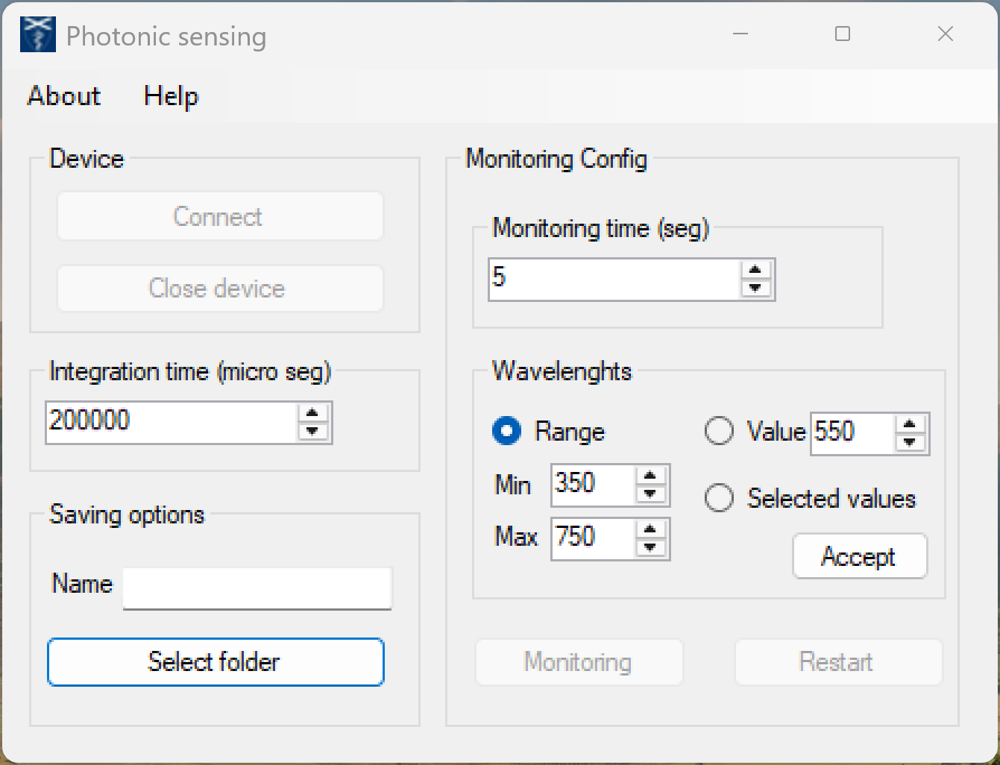 Photonic sensing
About Help
Device
Connect
Close device
Integration time (micro seg)
200000
Saving options
Name
Select folder
Monitoring Config
Monitoring time (seg)
5
Wavelenghts
Range
Min 350
Max 750
Value 550
Selected values
Accept
Monitoring
Restart